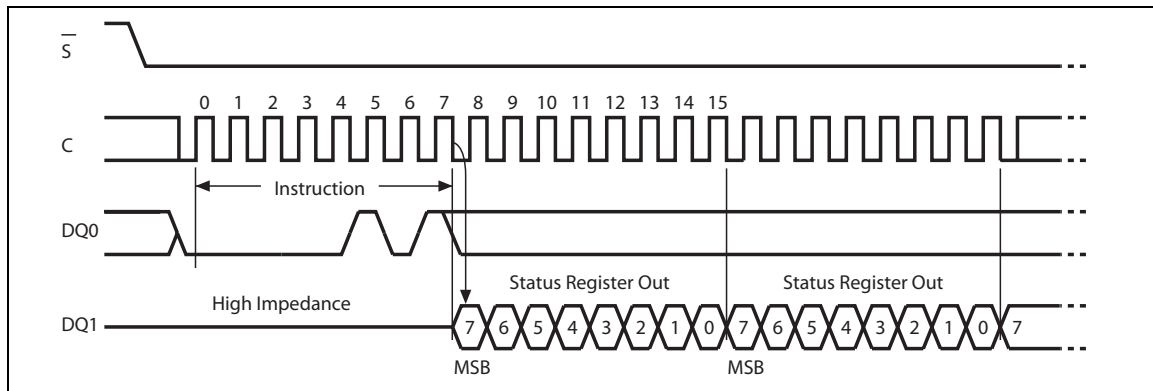 S
0 1 2 3 4 5 6 7 8 9 10 11 12 13 14 15
C
Instruction
DQ0
Status Register Out Status Register Out
High Impedance
DQ1 7 6 5 4 3 2 1 0 7 6 5 4 3 2 1 0 7
MSB MSB